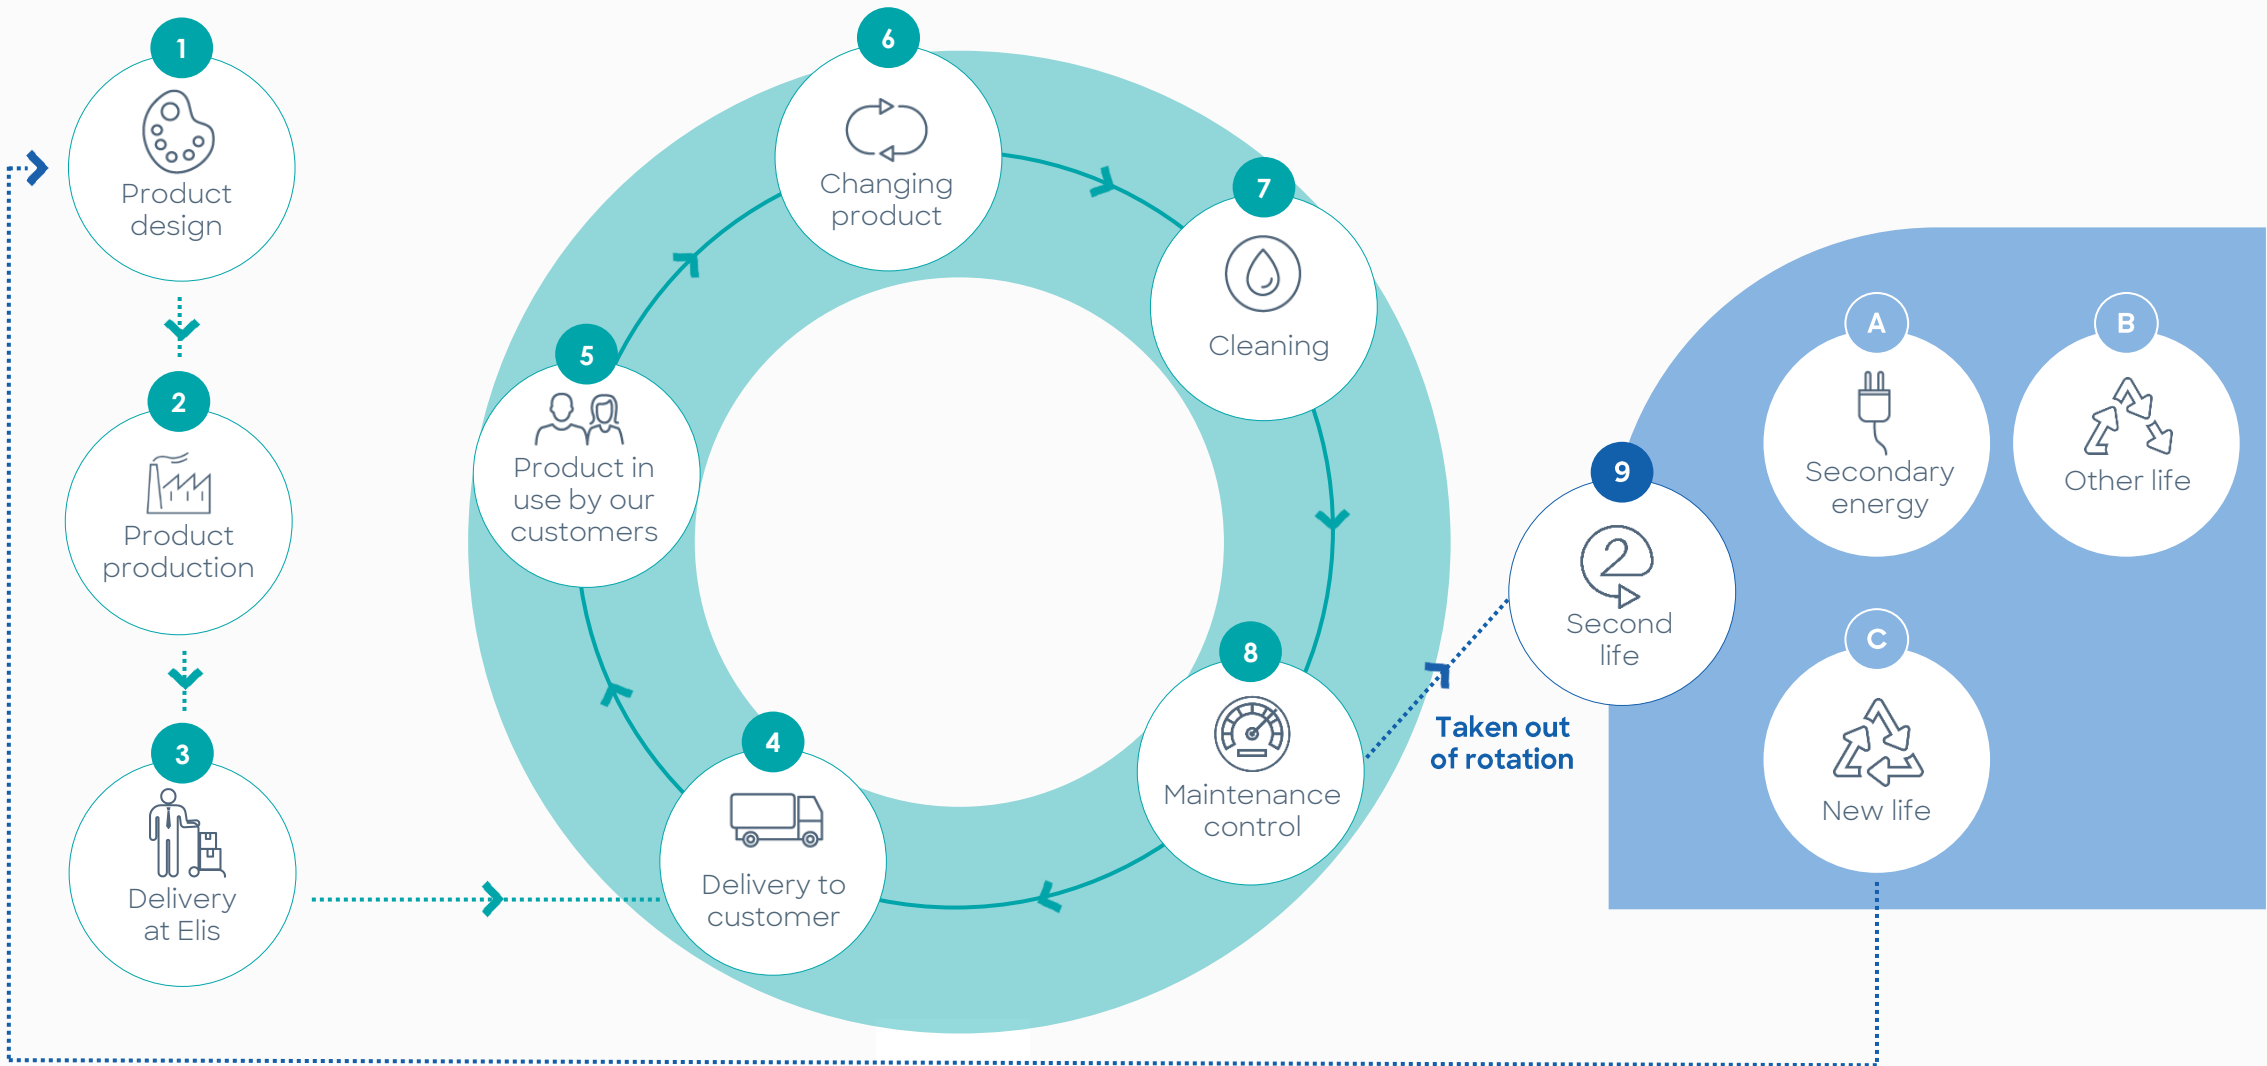 1
Product
design
2
Product
production
3
Delivery
at Elis
4
Delivery to
customer
5
Product in
use by our
customers
6
Changing
product
7
Cleaning
8
Maintenance
control
Taken out
of rotation
9
2
Second
life
A
Secondary
energy
B
Other life
C
New life